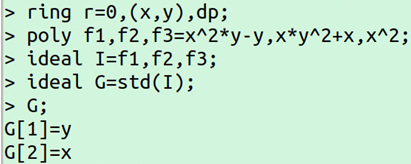 > ring r=0,(x,y),dp;
> poly f1,f2,f3=x^2*y-y,x*y^2+x,x^2;
> ideal I=f1,f2,f3;
> ideal G=std(I);
> G;
G[1]=y
G[2]=x